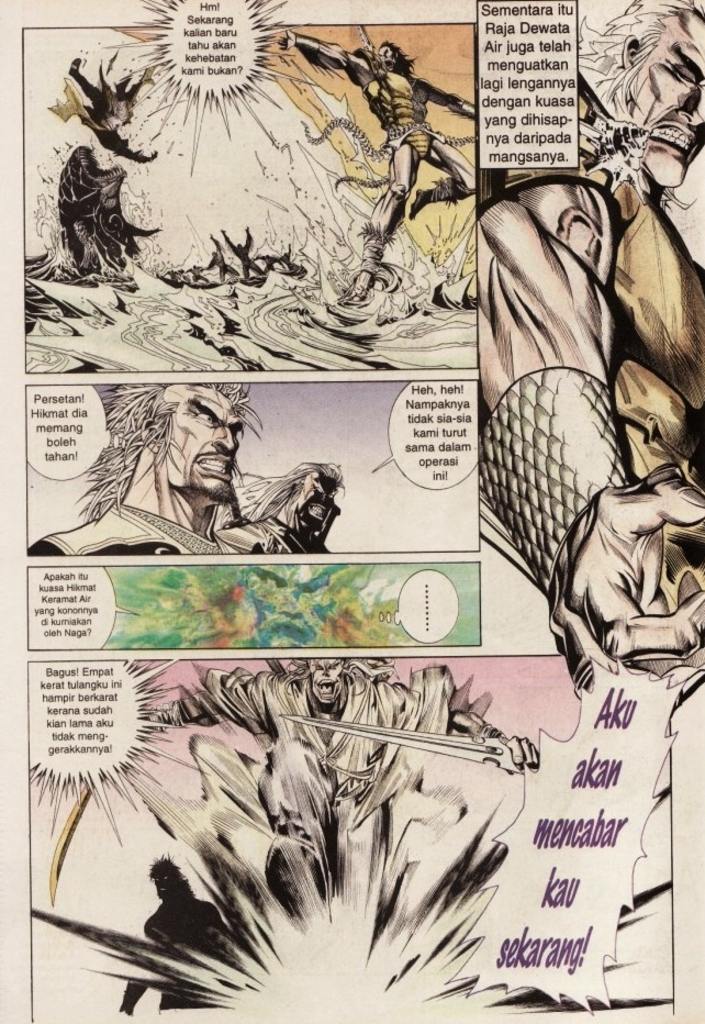 Hm!
Sekarang
kalian baru
tahu akan
kehebatan
kami bukan?
Sementara itu
Raja Dewata
Air juga telah
menguatkan
lagi lengannya
dengan kuasa
yang dihisap-
nya daripada
mangsanya.
Persetan!
Hikmat dia
memang
boleh
tahan!
Heh, heh!
Nampaknya
tidak sia-sia
kami turut
sama dalam
operasi
ini!
Apakah itu
kuasa Hikmat
Keramat Air
yang kononnya
di kurniakan
oleh Naga?
........
Bagus! Empat
kerat tulangku ini
hampir berkarat
kerana sudah
kian lama aku
tidak meng-
gerakkannya!
Aku
akan
mencabar
kau
sekarang!